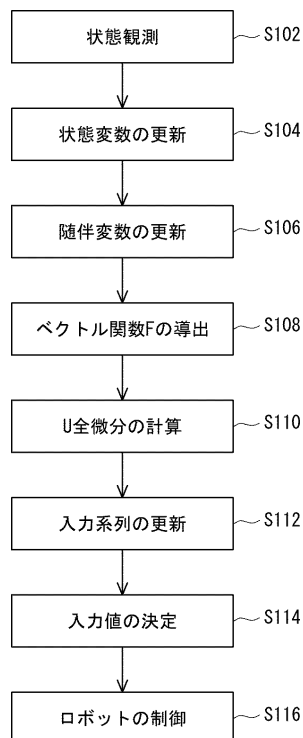 状態観測 S102
状態変数の更新 S104
随伴変数の更新 S106
ベクトル関数Fの導出 S108
U全微分の計算 S110
入力系列の更新 S112
入力値の決定 S114
ロボットの制御 S116